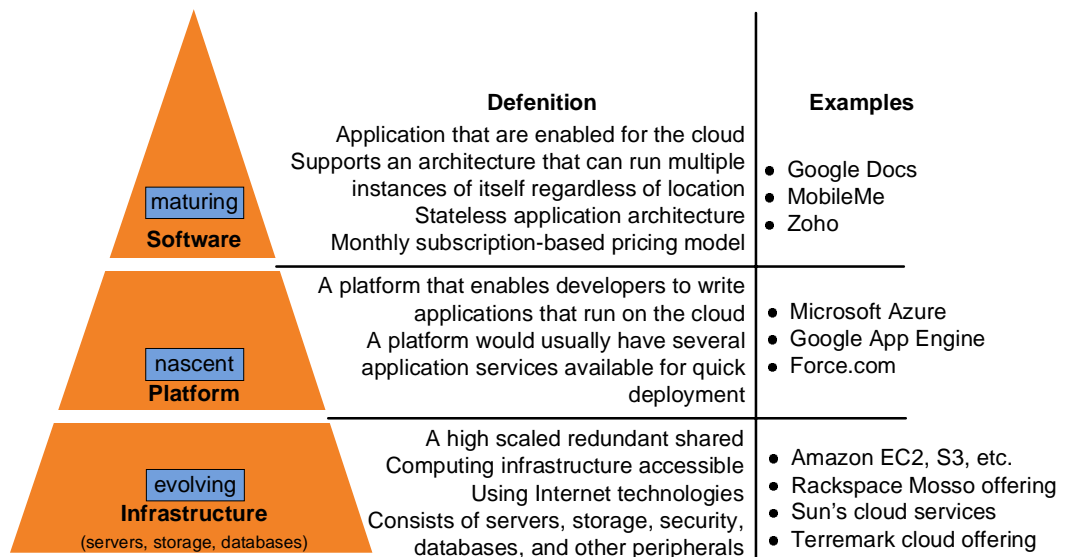 Defenition
Examples
Application that are enabled for the cloud
Supports an architecture that can run multiple
instances of itself regardless of location
Stateless application architecture
Monthly subscription-based pricing model
• Google Docs
• MobileMe
• Zoho
maturing
Software
A platform that enables developers to write
applications that run on the cloud
A platform would usually have several
application services available for quick
deployment
• Microsoft Azure
• Google App Engine
• Force.com
nascent
Platform
A high scaled redundant shared
Computing infrastructure accessible
Using Internet technologies
Consists of servers, storage, security,
databases, and other peripherals
• Amazon EC2, S3, etc.
• Rackspace Mosso offering
• Sun’s cloud services
• Terremark cloud offering
evolving
Infrastructure
(servers, storage, databases)